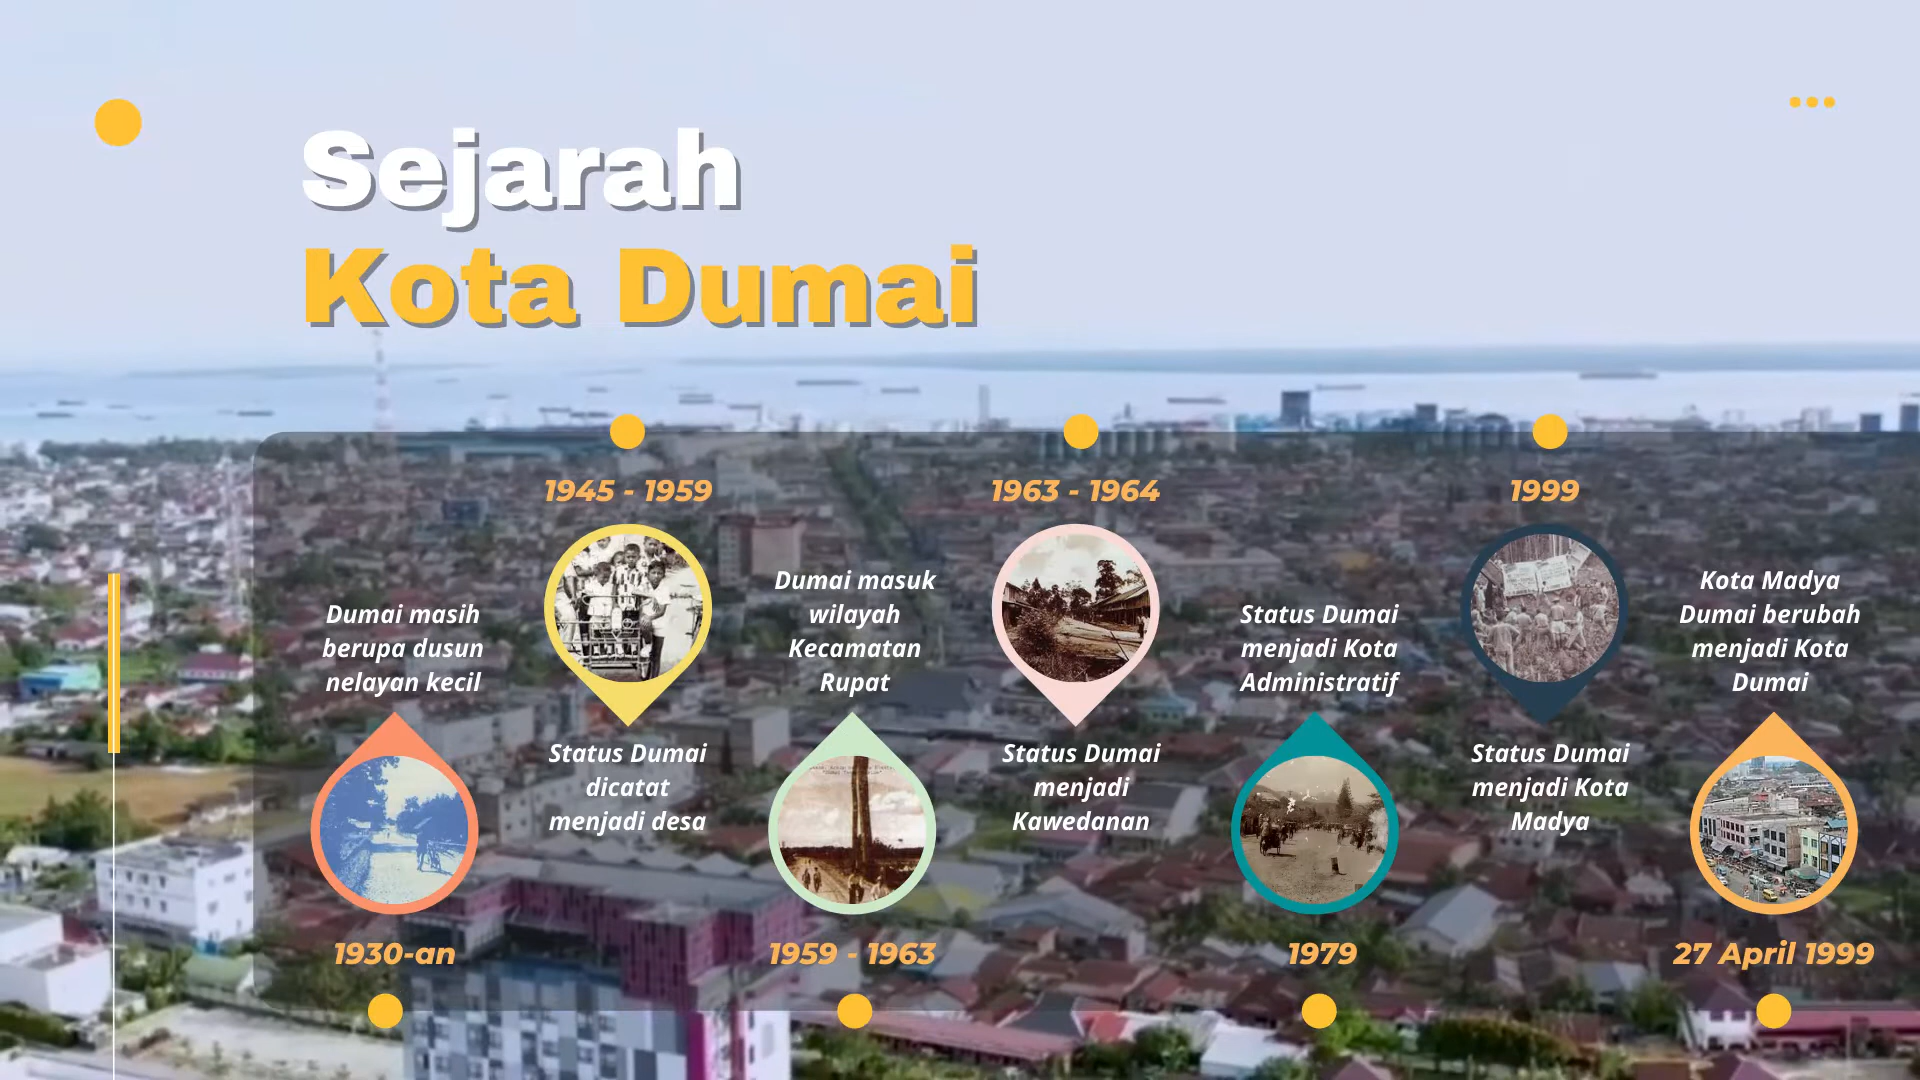 Sejarah
Kota Dumai
1930-an
Dumai masih
berupa dusun
nelayan kecil
1945 - 1959
Status Dumai
dicatat
menjadi desa
1959 - 1963
Dumai masuk
wilayah
Kecamatan
Rupat
1963 - 1964
Status Dumai
menjadi
Kawedanan
1979
Status Dumai
menjadi Kota
Administratif
1999
Status Dumai
menjadi Kota
Madya
27 April 1999
Kota Madya
Dumai berubah
menjadi Kota
Dumai